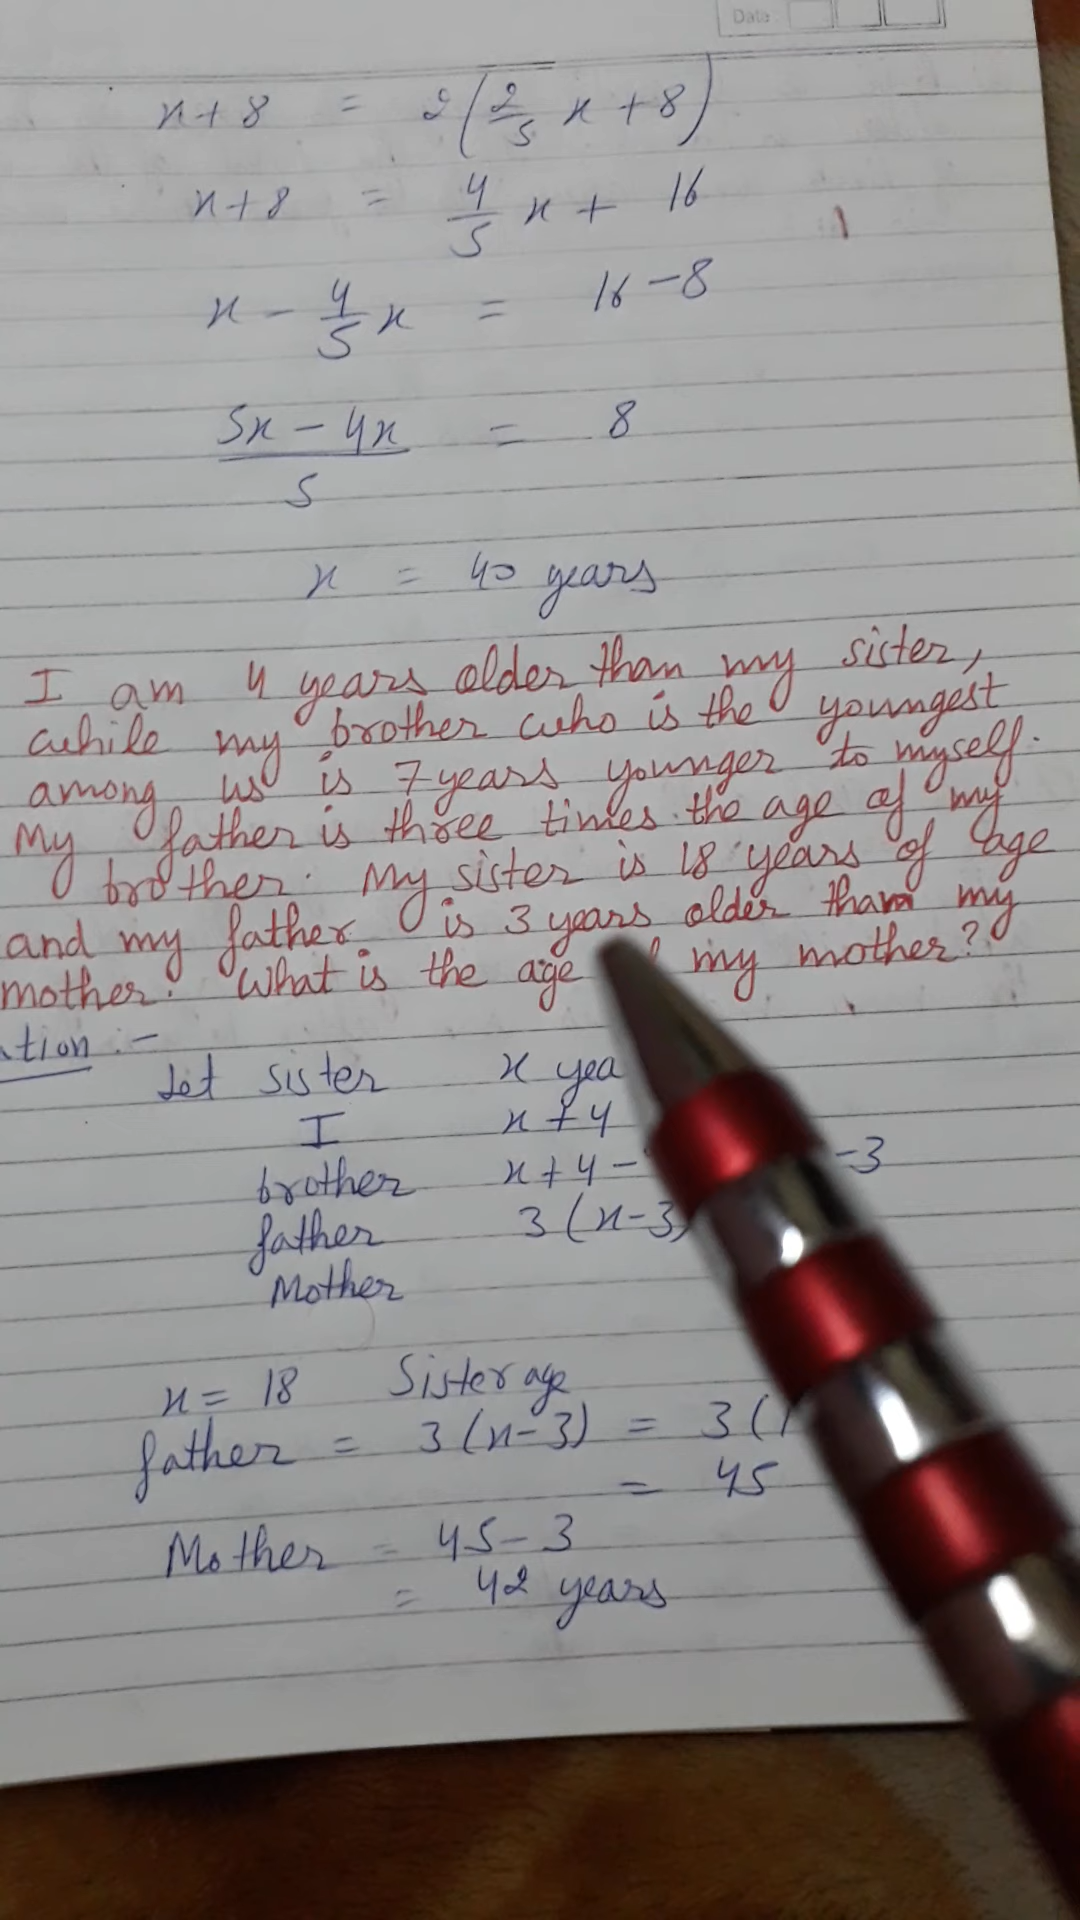 Date
x+8 = 2(2/5 x + 8)
x+8 = 4/5 x + 16
x - 4/5 x = 16-8
5x - 4x / 5 = 8
x = 40 years
I am 4 years older than my sister,
while my brother who is the youngest
among us is 7 years younger to myself.
My father is three times the age of my
brother. My sister is 18 years of age
and my father is 3 years older than my
mother. What is the age my mother?
ation :-
Let sister x yea
I x+4
brother x+4- -3
father 3(x-3)
Mother
x = 18 Sister age
father = 3(x-3) = 3(1
= 45
Mother = 45-3
= 42 years